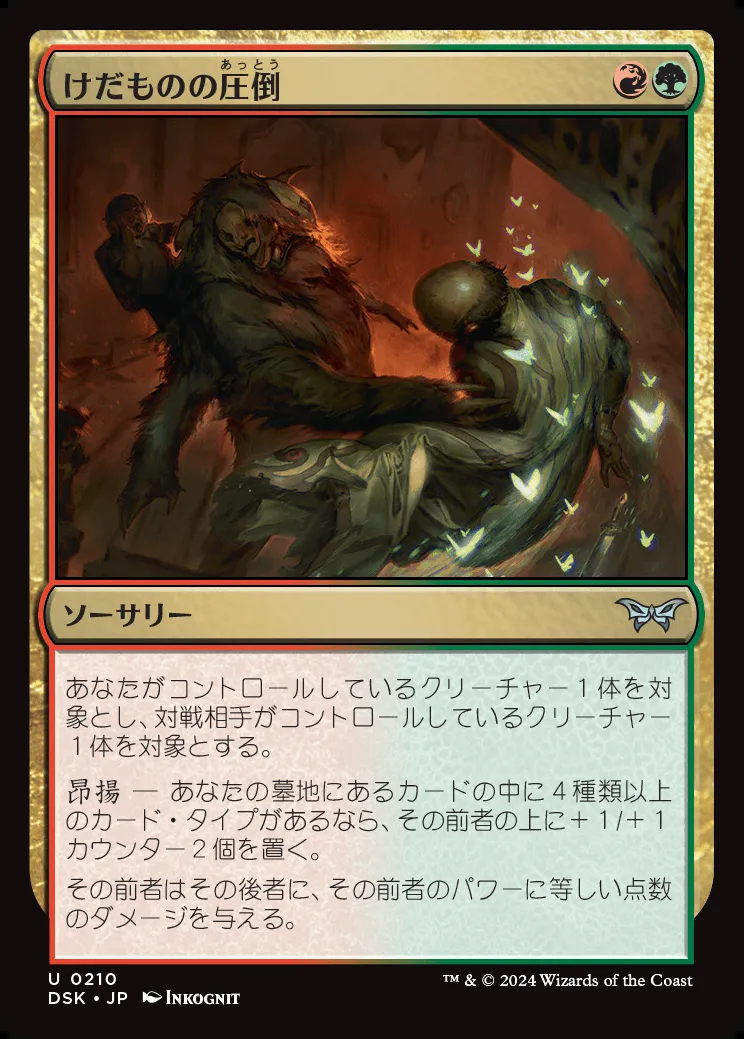 あっとう
けだものの圧倒
ソーサリー
あなたがコントロールしているクリーチャー１体を対
象とし、対戦相手がコントロールしているクリーチャー
１体を対象とする。
昂揚 ― あなたの墓地にあるカードの中に４種類以上
のカード・タイプがあるなら、その前者の上に＋１/＋１
カウンター２個を置く。
その前者はその後者に、その前者のパワーに等しい点数
のダメージを与える。
U 0210
DSK • JP INKOGNIT
™ & © 2024 Wizards of the Coast